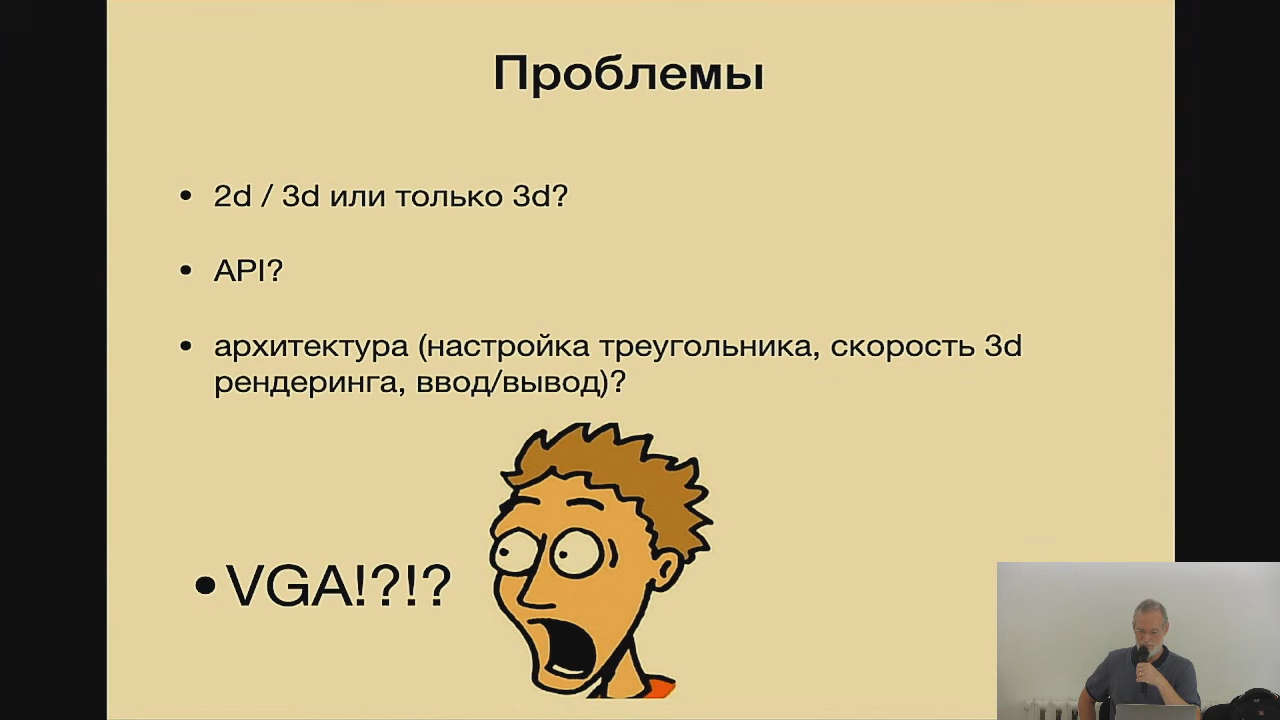 Проблемы
• 2d / 3d или только 3d?
• API?
• архитектура (настройка треугольника, скорость 3d
рендеринга, ввод/вывод)?
• VGA!?!?